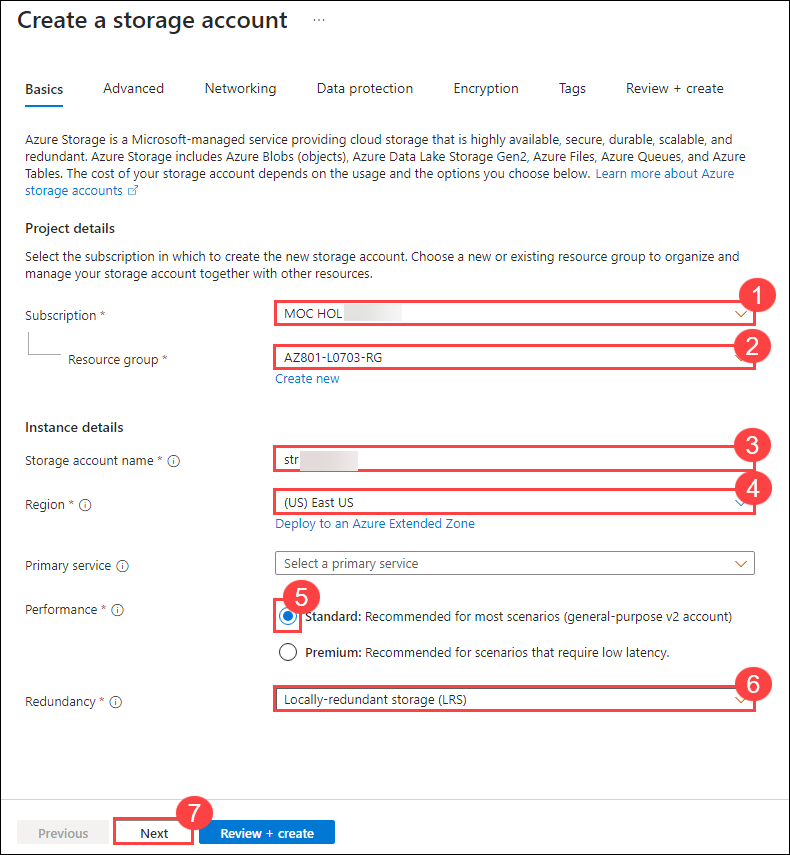 Create a storage account ...
Basics Advanced Networking Data protection Encryption Tags Review + create
Azure Storage is a Microsoft-managed service providing cloud storage that is highly available, secure, durable, scalable, and
redundant. Azure Storage includes Azure Blobs (objects), Azure Data Lake Storage Gen2, Azure Files, Azure Queues, and Azure
Tables. The cost of your storage account depends on the usage and the options you choose below. Learn more about Azure
storage accounts
Project details
Select the subscription in which to create the new storage account. Choose a new or existing resource group to organize and
manage your storage account together with other resources.
1
Subscription * MOC HOL
2
Resource group * AZ801-L0703-RG
Create new
Instance details
3
Storage account name * str
4
Region * (US) East US
Deploy to an Azure Extended Zone
Primary service Select a primary service
5
Performance * Standard: Recommended for most scenarios (general-purpose v2 account)
Premium: Recommended for scenarios that require low latency.
6
Redundancy * Locally-redundant storage (LRS)
7
Previous Next Review + create